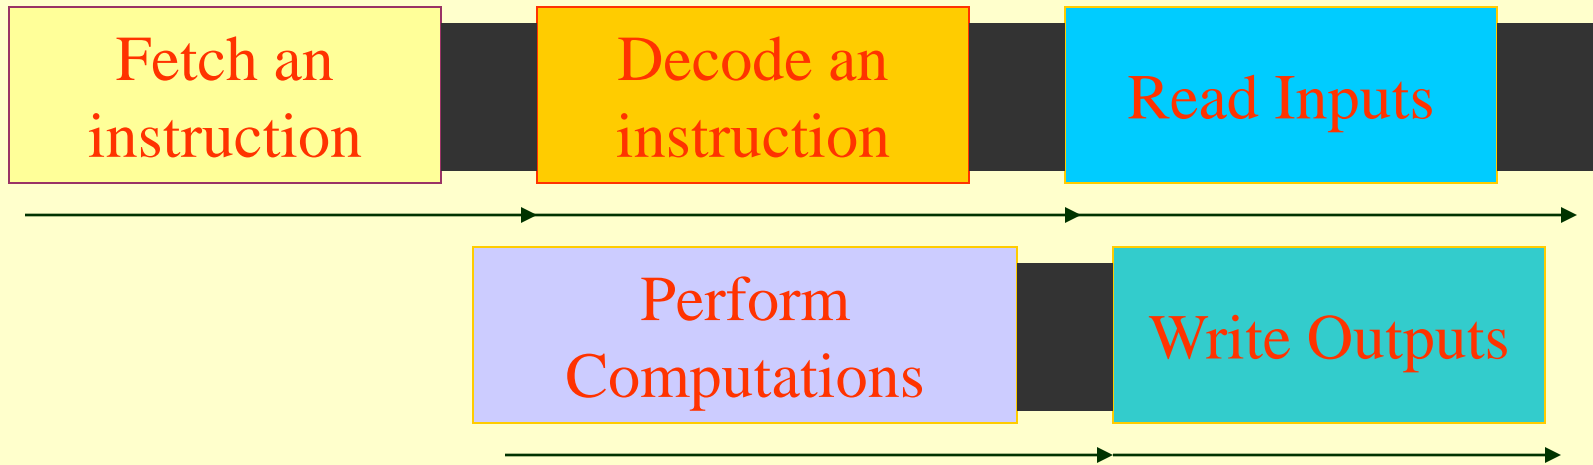 Fetch an
instruction
Decode an
instruction
Read Inputs
Perform
Computations
Write Outputs